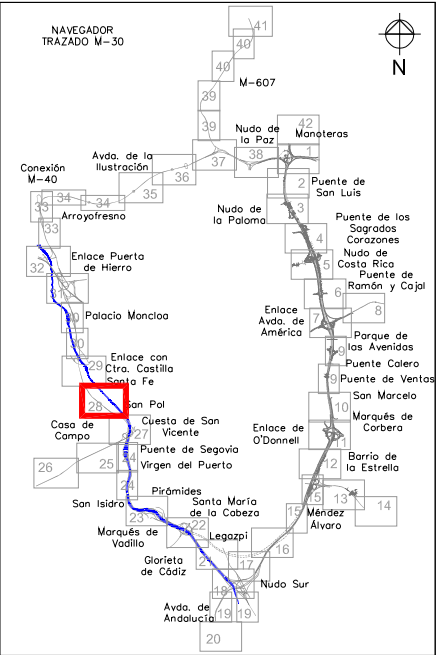 NAVEGADOR
TRAZADO M-30
N
41
40
40
M-607
39
39
42
Nudo de
la Paz
Manoteras
Avda. de la
Ilustración
37
38
2
1
36
35
Conexión
M-40
34
34
33
33
Arroyofresno
2
Puente de
San Luis
Nudo de
la Paloma
3
Puente de los
Sagrados
Corazones
4
Nudo de
Costa Rica
5
Enlace Puerta
de Hierro
32
Puente de
Ramón y Cajal
6
8
Enlace
Avda. de
América
7
Palacio Moncloa
Parque de
las Avenidas
9
Enlace con
Ctra. Castilla
29
Puente Calero
9
Puente de Ventas
Santa Fe
28
San Pol
San Marcelo
10
Marqués de
Corbera
Casa de
Campo
Cuesta de San
Vicente
27
Enlace de
O'Donnell
11
Puente de Segovia
26
25
24
Virgen del Puerto
Barrio de
la Estrella
12
24
Pirámides
San Isidro
23
Santa María
de la Cabeza
22
15
13
14
15
Méndez
Álvaro
Marqués de
Vadillo
Legazpi
16
Glorieta
de Cádiz
21
17
18
Nudo Sur
Avda. de
Andalucía
19
19
20